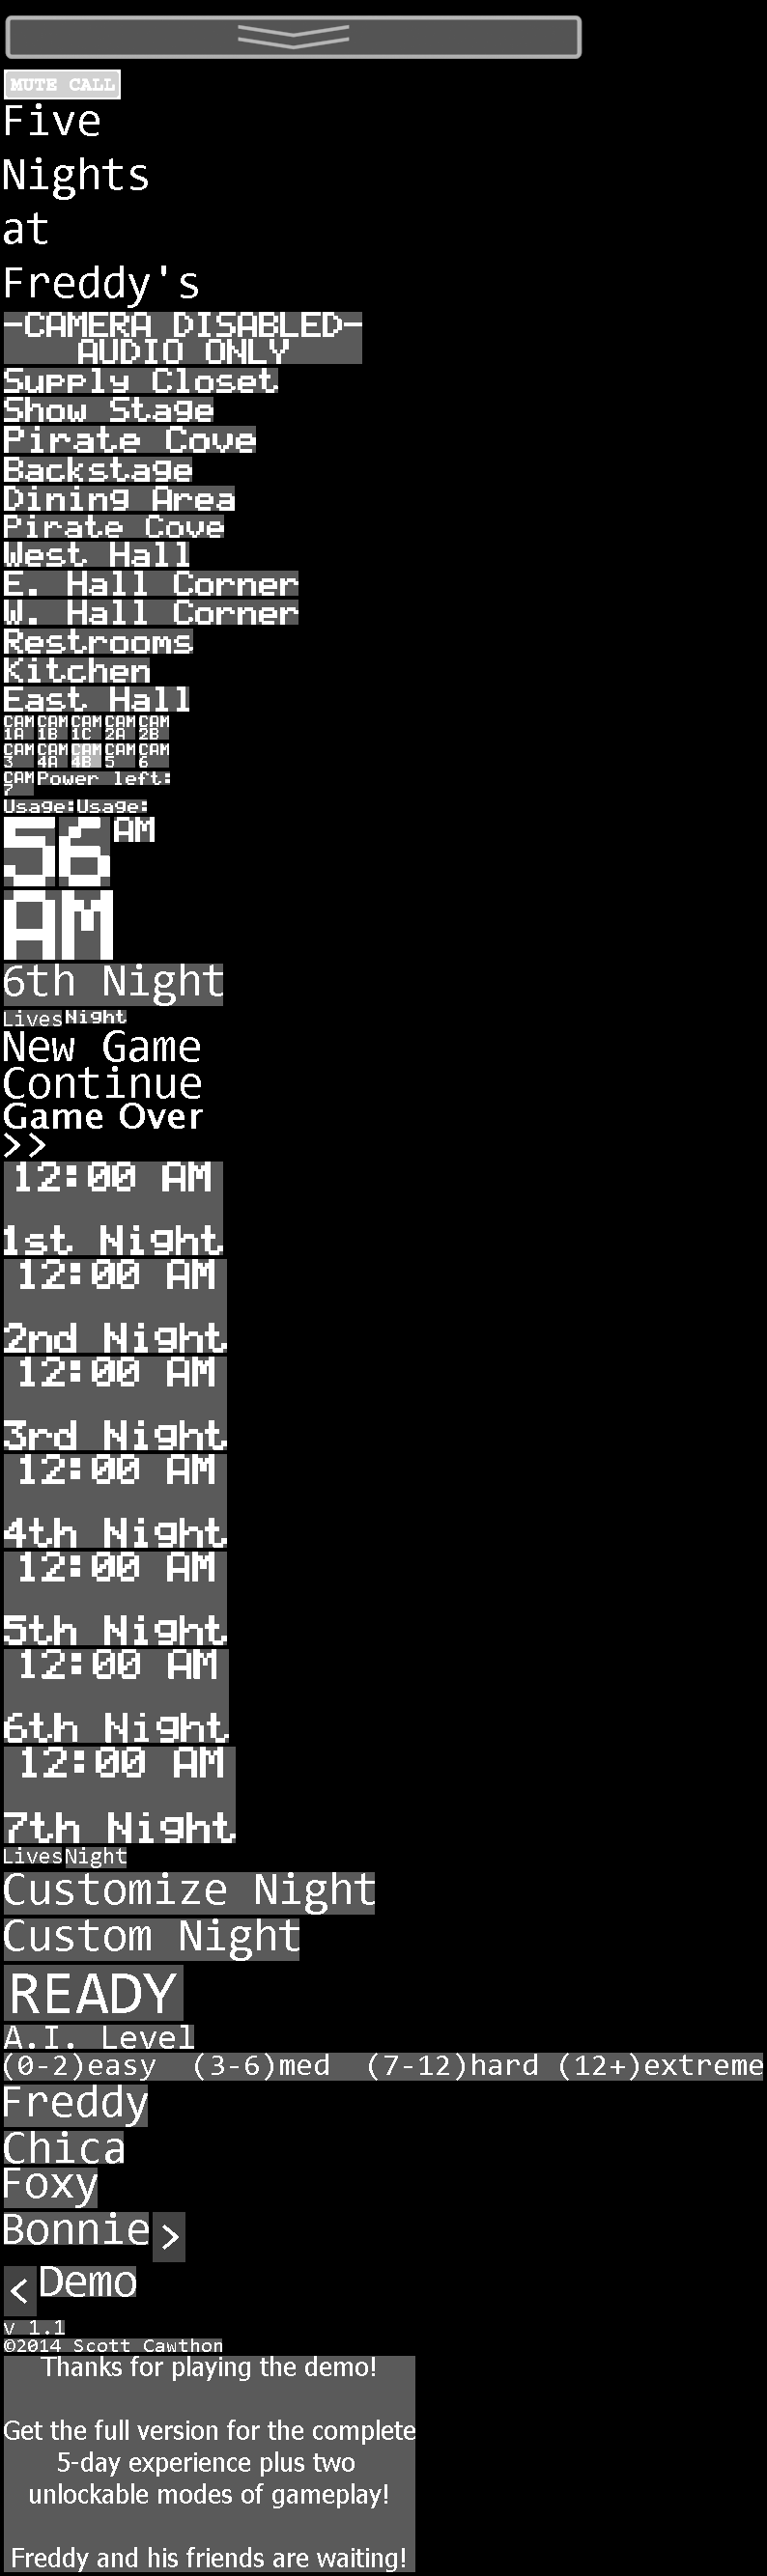 MUTE CALL
Five
Nights
at
Freddy's
-CAMERA DISABLED-
AUDIO ONLY
Supply Closet
Show Stage
Pirate Cove
Backstage
Dining Area
Pirate Cove
West Hall
E. Hall Corner
W. Hall Corner
Restrooms
Kitchen
East Hall
CAM 1A CAM 1B CAM 1C CAM 2A CAM 2B
CAM 3 CAM 4A CAM 4B CAM 5 CAM 6
CAM 7 Power left:
Usage: Usage:
5 6 AM
AM
6th Night
Lives Night
New Game
Continue
Game Over
>>
12:00 AM
1st Night
12:00 AM
2nd Night
12:00 AM
3rd Night
12:00 AM
4th Night
12:00 AM
5th Night
12:00 AM
6th Night
12:00 AM
7th Night
Lives Night
Customize Night
Custom Night
READY
A.I. Level
(0-2)easy (3-6)med (7-12)hard (12+)extreme
Freddy
Chica
Foxy
Bonnie >
< Demo
v 1.1
©2014 Scott Cawthon
Thanks for playing the demo!
Get the full version for the complete
5-day experience plus two
unlockable modes of gameplay!
Freddy and his friends are waiting!